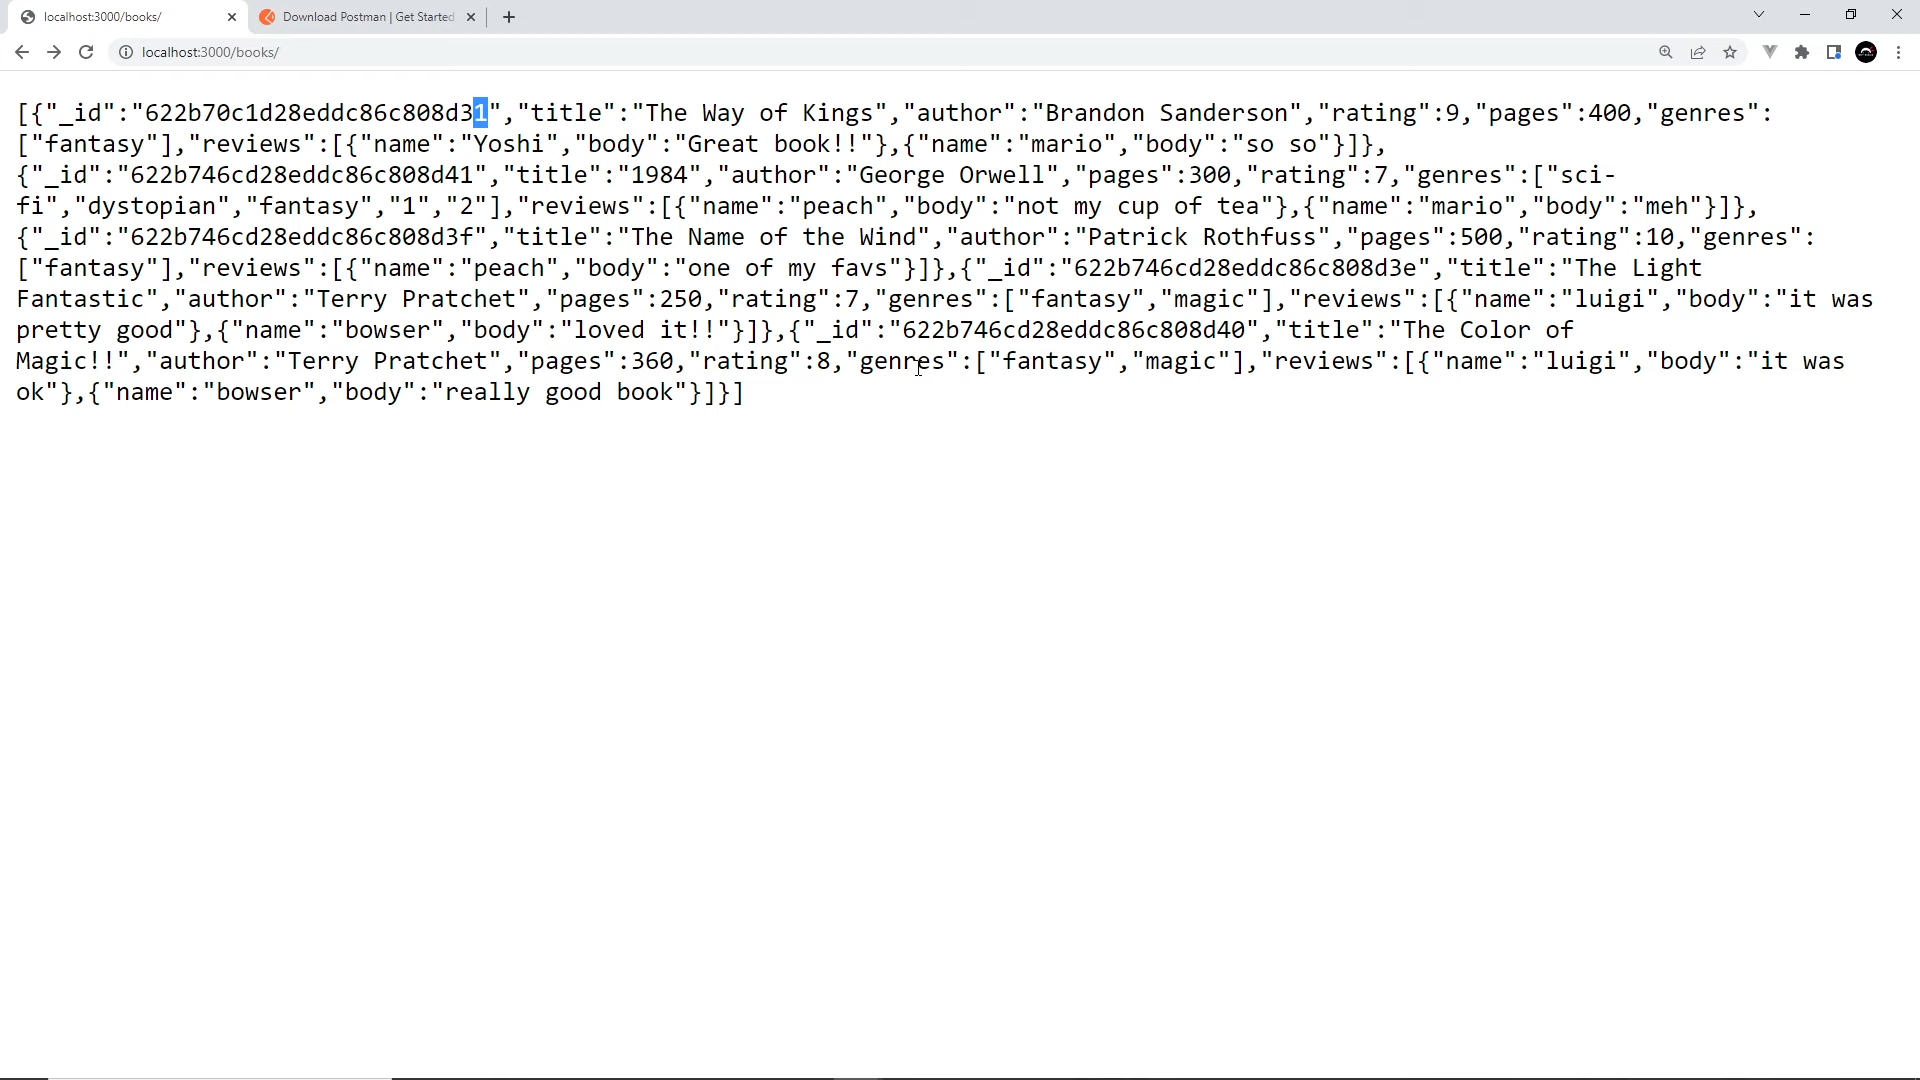 localhost:3000/books/
Download Postman | Get Started
localhost:3000/books/
[{"_id":"622b70c1d28eddc86c808d31","title":"The Way of Kings","author":"Brandon Sanderson","rating":9,"pages":400,"genres":
["fantasy"],"reviews":[{"name":"Yoshi","body":"Great book!!"},{"name":"mario","body":"so so"}]},
{"_id":"622b746cd28eddc86c808d41","title":"1984","author":"George Orwell","pages":300,"rating":7,"genres":["sci-
fi","dystopian","fantasy","1","2"],"reviews":[{"name":"peach","body":"not my cup of tea"},{"name":"mario","body":"meh"}]},
{"_id":"622b746cd28eddc86c808d3f","title":"The Name of the Wind","author":"Patrick Rothfuss","pages":500,"rating":10,"genres":
["fantasy"],"reviews":[{"name":"peach","body":"one of my favs"}]},{"_id":"622b746cd28eddc86c808d3e","title":"The Light
Fantastic","author":"Terry Pratchet","pages":250,"rating":7,"genres":["fantasy","magic"],"reviews":[{"name":"luigi","body":"it was
pretty good"},{"name":"bowser","body":"loved it!!"}]},{"_id":"622b746cd28eddc86c808d40","title":"The Color of
Magic!!","author":"Terry Pratchet","pages":360,"rating":8,"genres":["fantasy","magic"],"reviews":[{"name":"luigi","body":"it was
ok"},{"name":"bowser","body":"really good book"}]}]